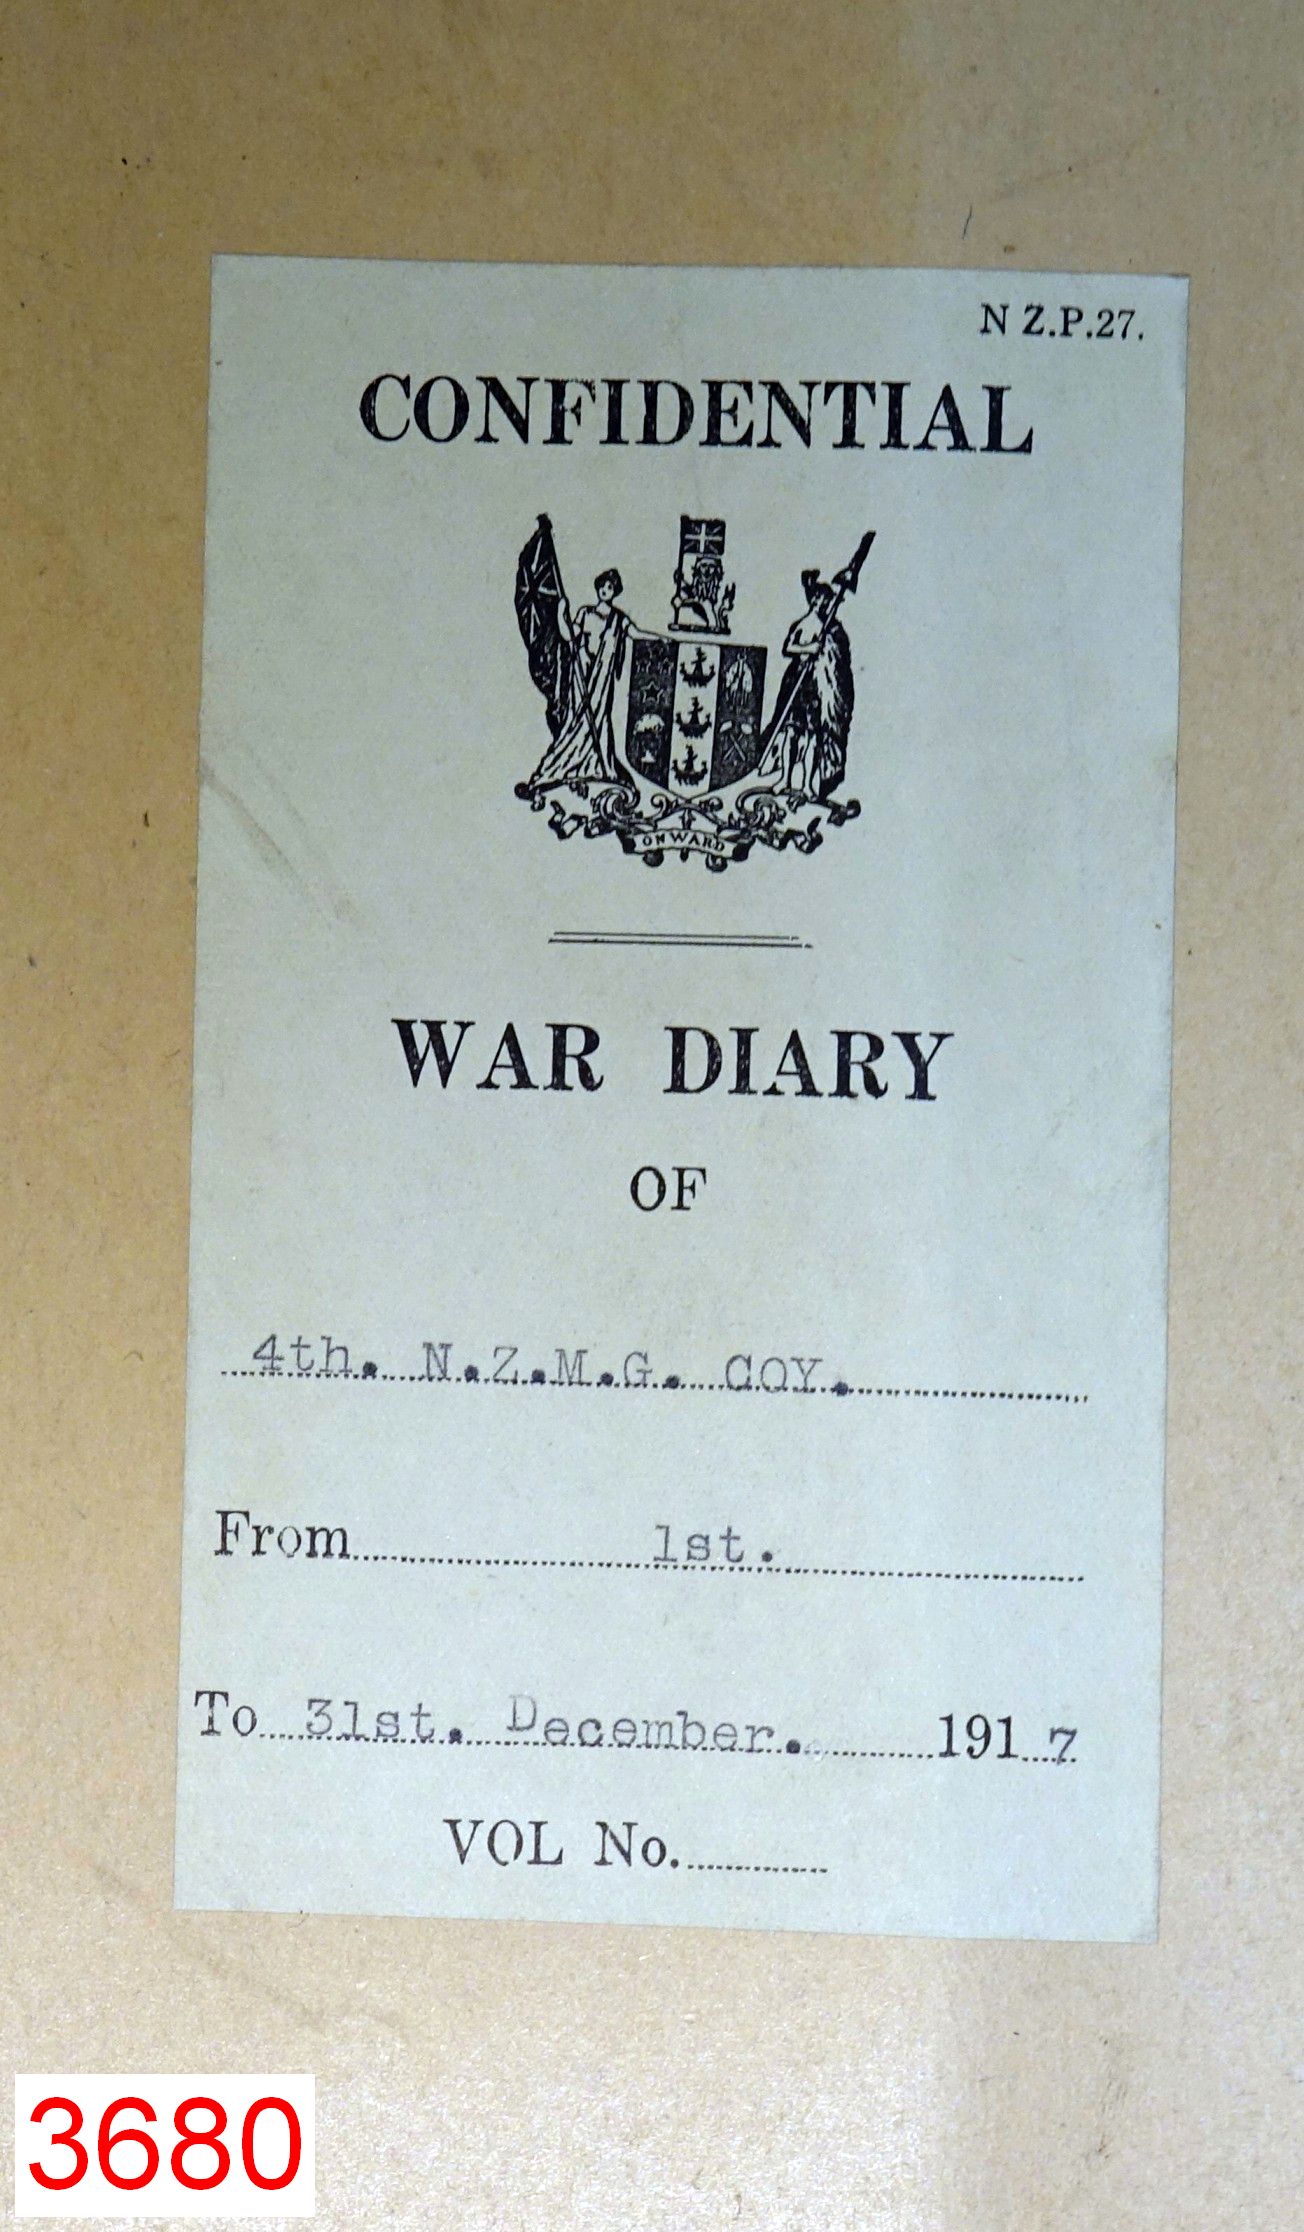 N Z.P.27.
CONFIDENTIAL
ONWARD
WAR DIARY
OF
4th. N.Z.M.G. COY.
From 1st.
To 31st. December. 1917
VOL No.
3680